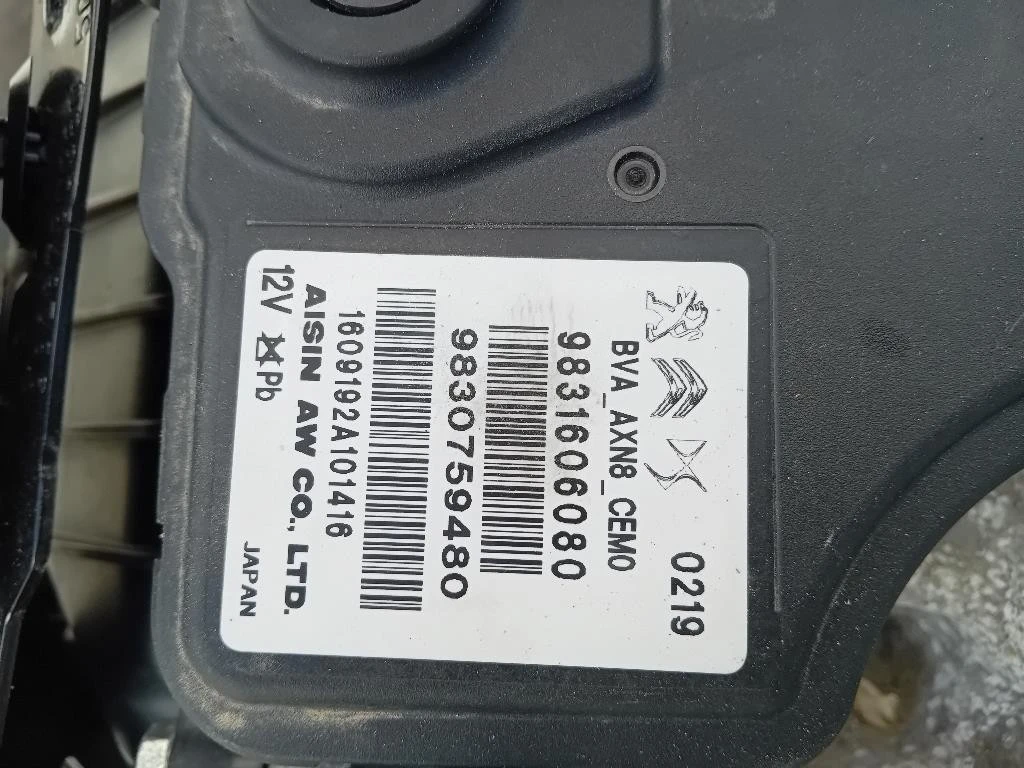 0219
BVA_AXN8_CEM0
9831606080
9830759480
1609192A101416
AISIN AW CO., LTD.
12V Pb JAPAN